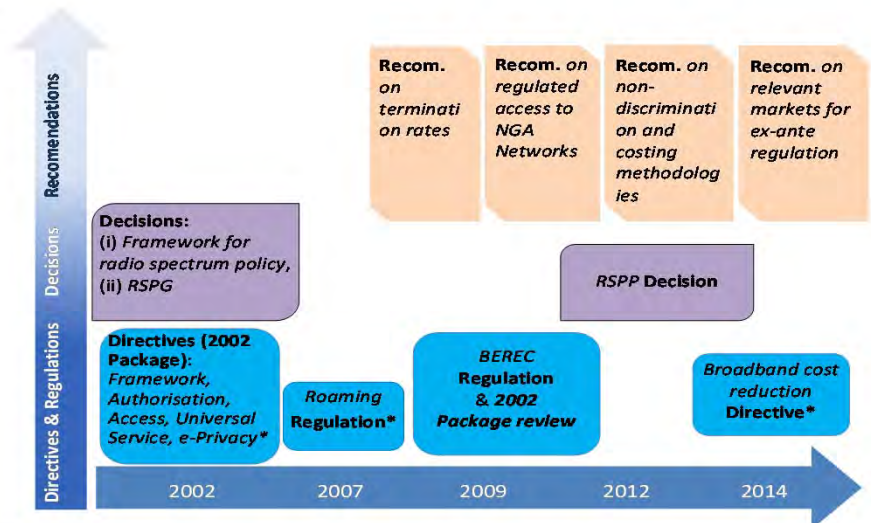 Recomendations
Decisions
Directives & Regulations
Recom.
on
terminati
on rates
Recom. on
regulated
access to
NGA
Networks
Recom. on
non-
discriminati
on and
costing
methodolog
ies
Recom. on
relevant
markets for
ex-ante
regulation
Decisions:
(i) Framework for
radio spectrum policy,
(ii) RSPG
RSPP Decision
Directives (2002
Package):
Framework,
Authorisation,
Access, Universal
Service, e-Privacy*
Roaming
Regulation*
BEREC
Regulation
& 2002
Package review
Broadband cost
reduction
Directive*
2002
2007
2009
2012
2014